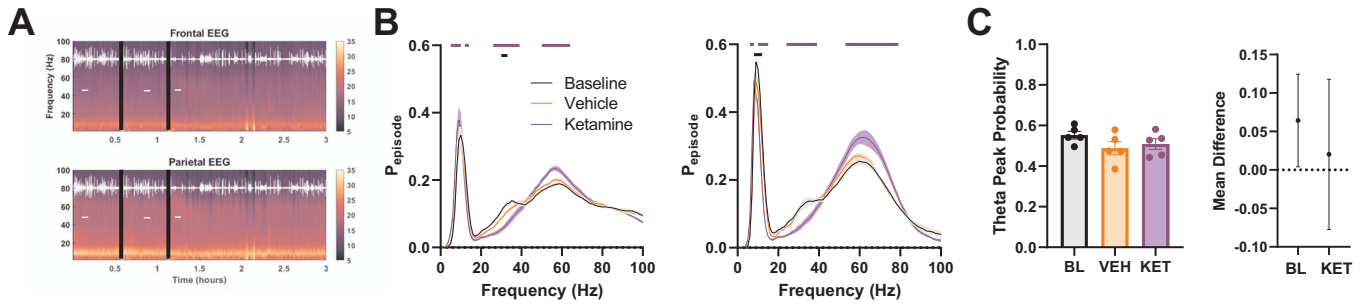 A
Frontal EEG
100
80
60
40
20
Frequency (Hz)
35
30
25
20
15
10
5
0.5 1 1.5 2 2.5 3
Parietal EEG
100
80
60
40
20
35
30
25
20
15
10
5
0.5 1 1.5 2 2.5 3
Time (hours)
B
0.6
0.4
0.2
0.0
Pepisode
Baseline
Vehicle
Ketamine
0 20 40 60 80 100
Frequency (Hz)
0.6
0.4
0.2
0.0
Pepisode
0 20 40 60 80 100
Frequency (Hz)
C
1.0
0.8
0.6
0.4
0.2
0.0
Theta Peak Probability
BL VEH KET
0.15
0.10
0.05
0.00
-0.05
-0.10
Mean Difference
BL KET